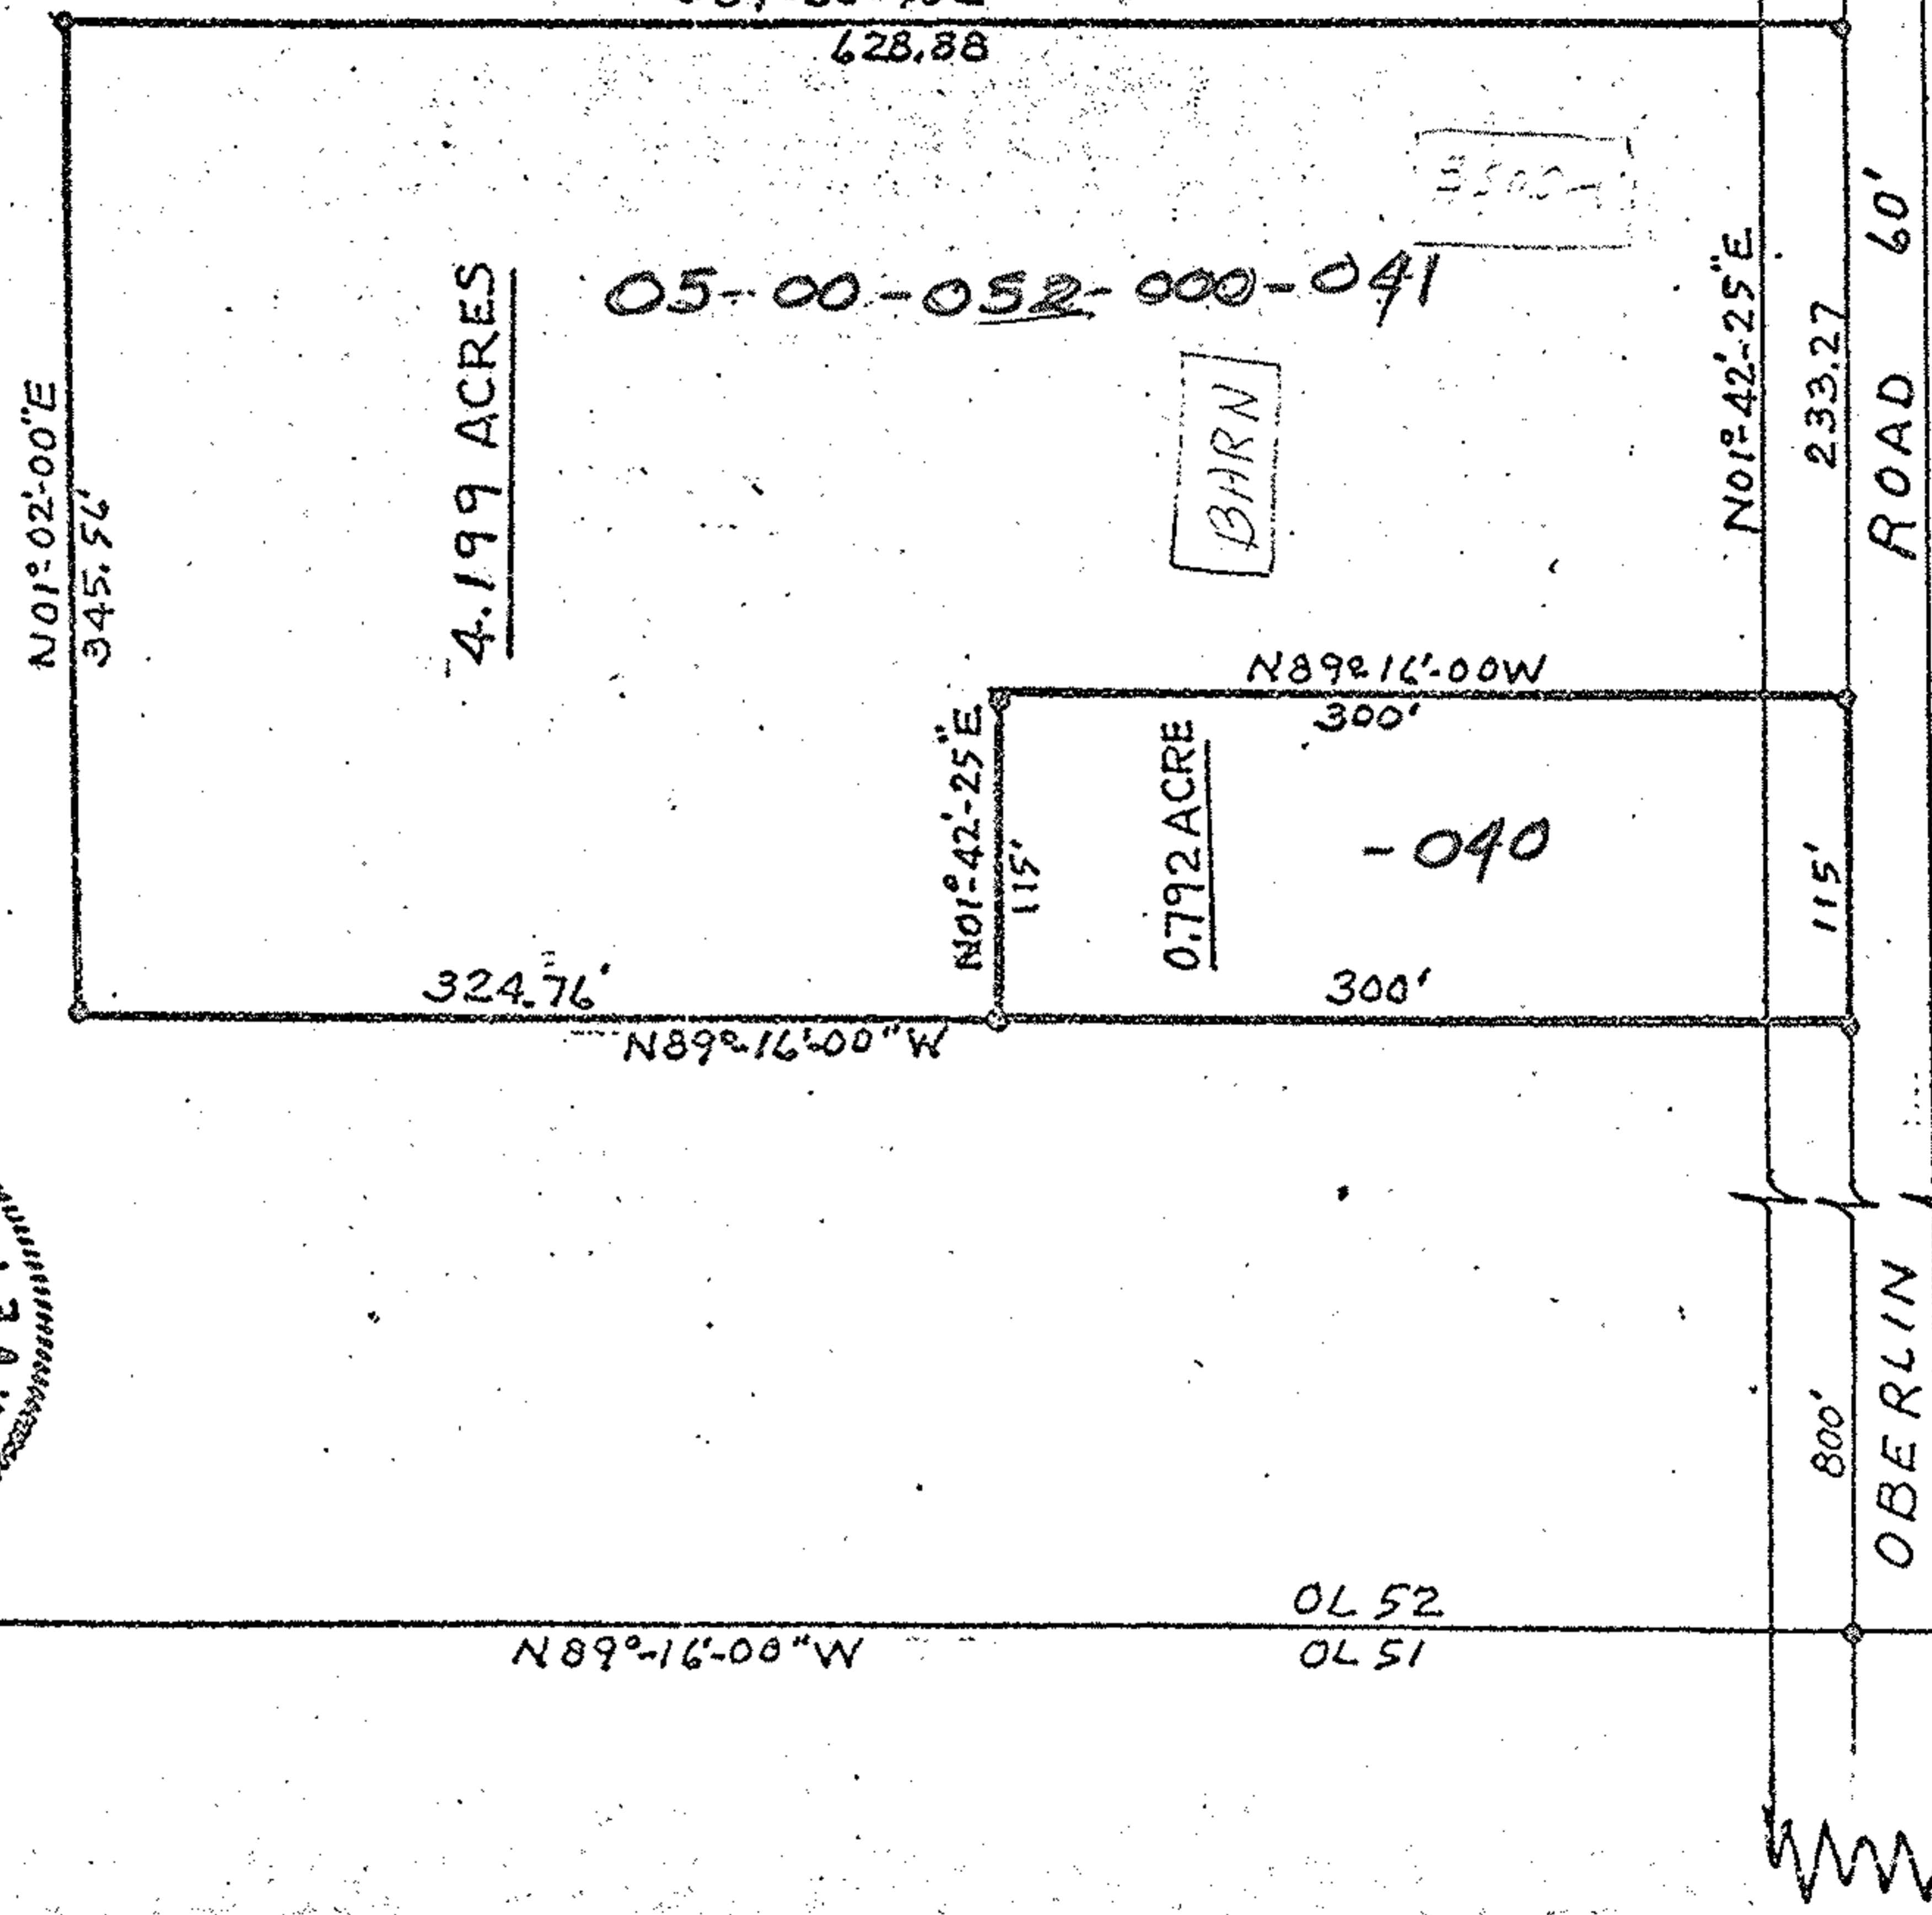 628.88
N01°-02'-00"E
345.56'
4.199 ACRES
05-00-052-000-041
BARN
N01°-42'-25"E
233.27
ROAD 60'
N89°-16'-00W
300'
N01°-42'-25"E
115'
0.792 ACRE
-040
115'
324.76'
300'
N89°-16'-00"W
800'
OBERLIN
OL 52
N89°-16'-00"W
OL 51